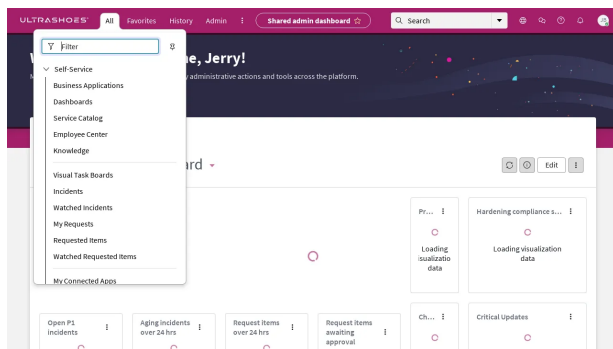 ULTRASHOES
All
Favorites
History
Admin
Shared admin dashboard
Search
Filter
e, Jerry!
y administrative actions and tools across the platform.
Self-Service
Business Applications
Dashboards
Service Catalog
Employee Center
Knowledge
Visual Task Boards
Incidents
Watched Incidents
My Requests
Requested Items
Watched Requested Items
My Connected Apps
ard
Edit
Pr...
Loading
isualizatio
data
Hardening compliance s...
Loading visualization
data
Open P1
incidents
Aging incidents
over 24 hrs
Request items
over 24 hrs
Request items
awaiting
approval
Ch...
Critical Updates